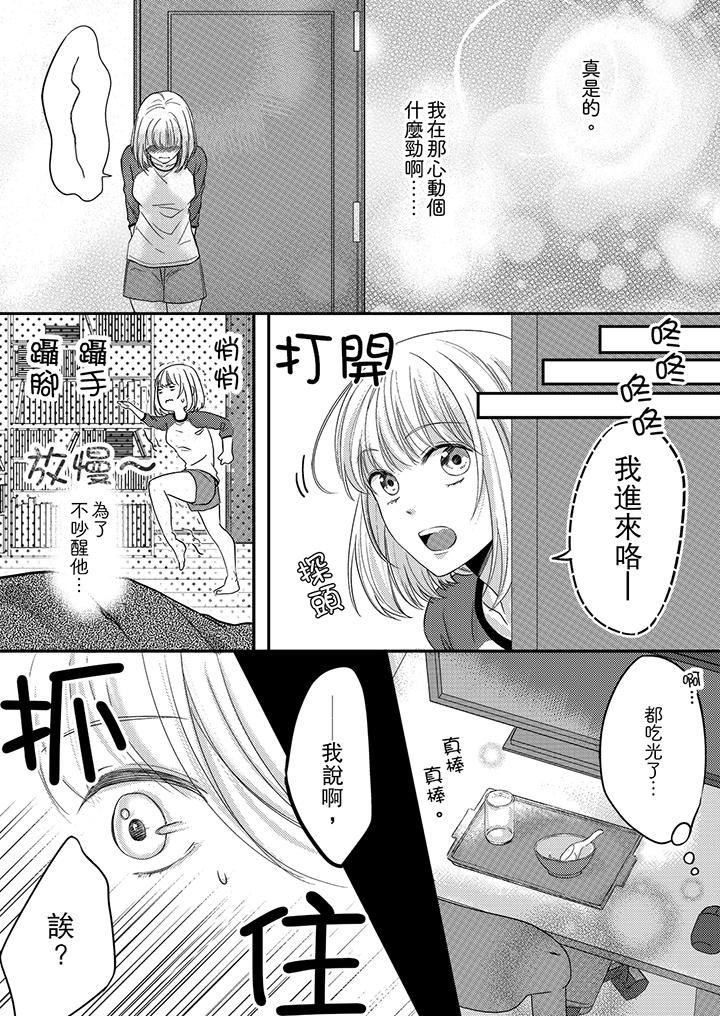 真是的。
我在那心動個
什麼勁啊……
咚咚
咚咚
我進來咯—
打開
探頭
悄悄
躡手
躡腳
放慢～
為了
不吵醒他…
啊…
都吃光了…
真棒
真棒。
——我說啊，
抓
住
誒？